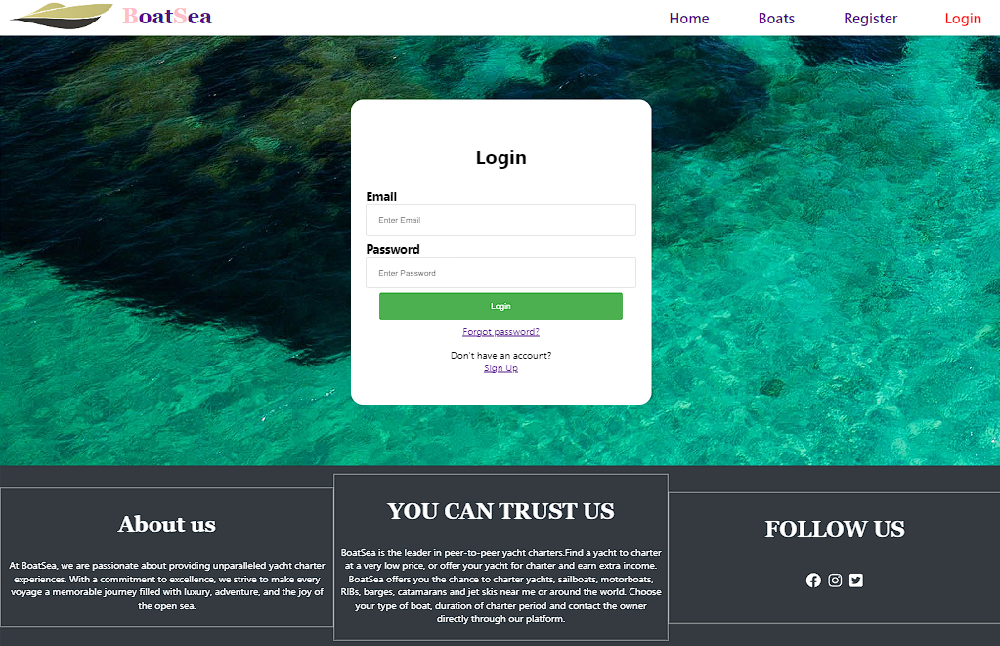 BoatSea
Home
Boats
Register
Login
Login
Email
Enter Email
Password
Enter Password
Login
Forgot password?
Don't have an account?
Sign Up
About us
At BoatSea, we are passionate about providing unparalleled yacht charter
experiences. With a commitment to excellence, we strive to make every
voyage a memorable journey filled with luxury, adventure, and the joy of
the open sea.
YOU CAN TRUST US
BoatSea is the leader in peer-to-peer yacht charters.Find a yacht to charter
at a very low price, or offer your yacht for charter and earn extra income.
BoatSea offers you the chance to charter yachts, sailboats, motorboats,
RIBs, barges, catamarans and jet skis near me or around the world. Choose
your type of boat, duration of charter period and contact the owner
directly through our platform.
FOLLOW US